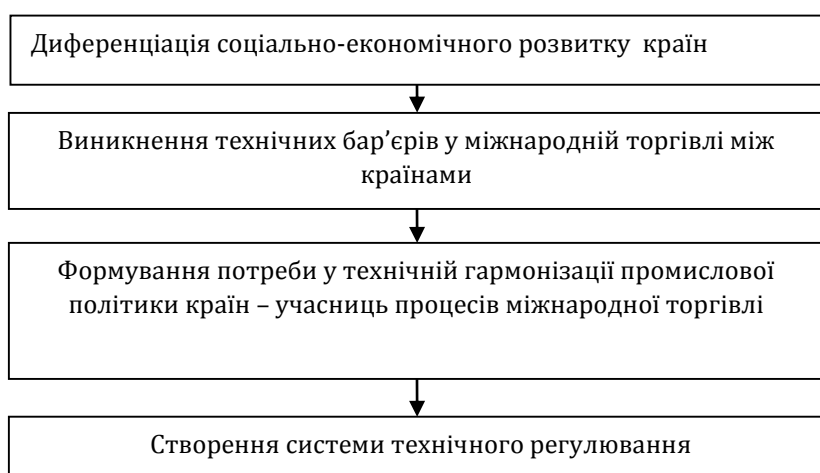 Диференціація соціально-економічного розвитку  країн
Виникнення технічних бар’єрів у міжнародній торгівлі між
країнами
Формування потреби у технічній гармонізації промислової
політики країн – учасниць процесів міжнародної торгівлі
Створення системи технічного регулювання